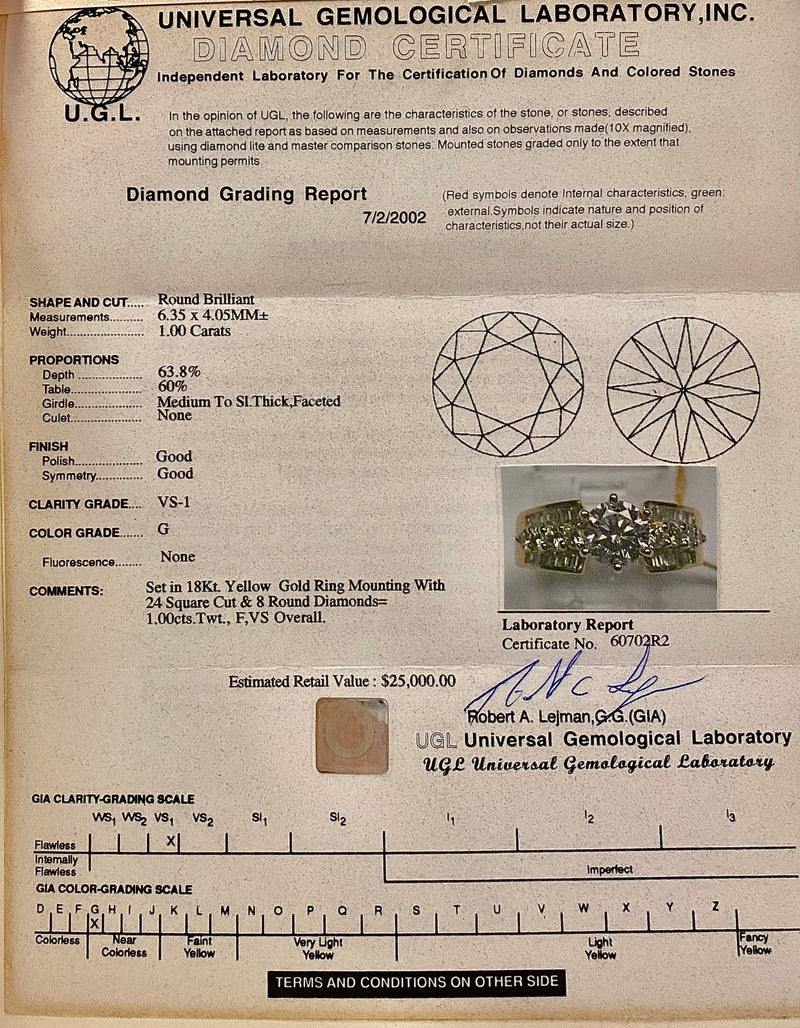 UNIVERSAL GEMOLOGICAL LABORATORY,INC.
DIAMOND CERTIFICATE
Independent Laboratory For The Certification Of Diamonds And Colored Stones
U.G.L.
In the opinion of UGL, the following are the characteristics of the stone, or stones, described
on the attached report as based on measurements and also on observations made(10X magnified),
using diamond lite and master comparison stones. Mounted stones graded only to the extent that
mounting permits.
Diamond Grading Report
7/2/2002
(Red symbols denote Internal characteristics, green:
external.Symbols indicate nature and position of
characteristics,not their actual size.)
SHAPE AND CUT..... Round Brilliant
Measurements.......... 6.35 x 4.05MM±
Weight....................... 1.00 Carats
PROPORTIONS
Depth ................... 63.8%
Table..................... 60%
Girdle.................... Medium To Sl.Thick,Faceted
Culet..................... None
FINISH
Polish.................... Good
Symmetry.............. Good
CLARITY GRADE.... VS-1
COLOR GRADE...... G
Fluorescence........ None
COMMENTS: Set in 18Kt. Yellow Gold Ring Mounting With
24 Square Cut & 8 Round Diamonds=
1.00cts.Twt., F,VS Overall.
Laboratory Report
Certificate No. 60702R2
Estimated Retail Value : $25,000.00
Robert A. Lejman,G.G.(GIA)
UGL Universal Gemological Laboratory
UGL Universal Gemological Laboratory
GIA CLARITY-GRADING SCALE
VVS1 VVS2 VS1 VS2 SI1 SI2 I1 I2 I3
Flawless X
Internally
Flawless
Imperfect
GIA COLOR-GRADING SCALE
D E F G H I J K L M N O P Q R S T U V W X Y Z
X
Colorless Near
Colorless Faint
Yellow Very Light
Yellow Light
Yellow Fancy
Yellow
TERMS AND CONDITIONS ON OTHER SIDE